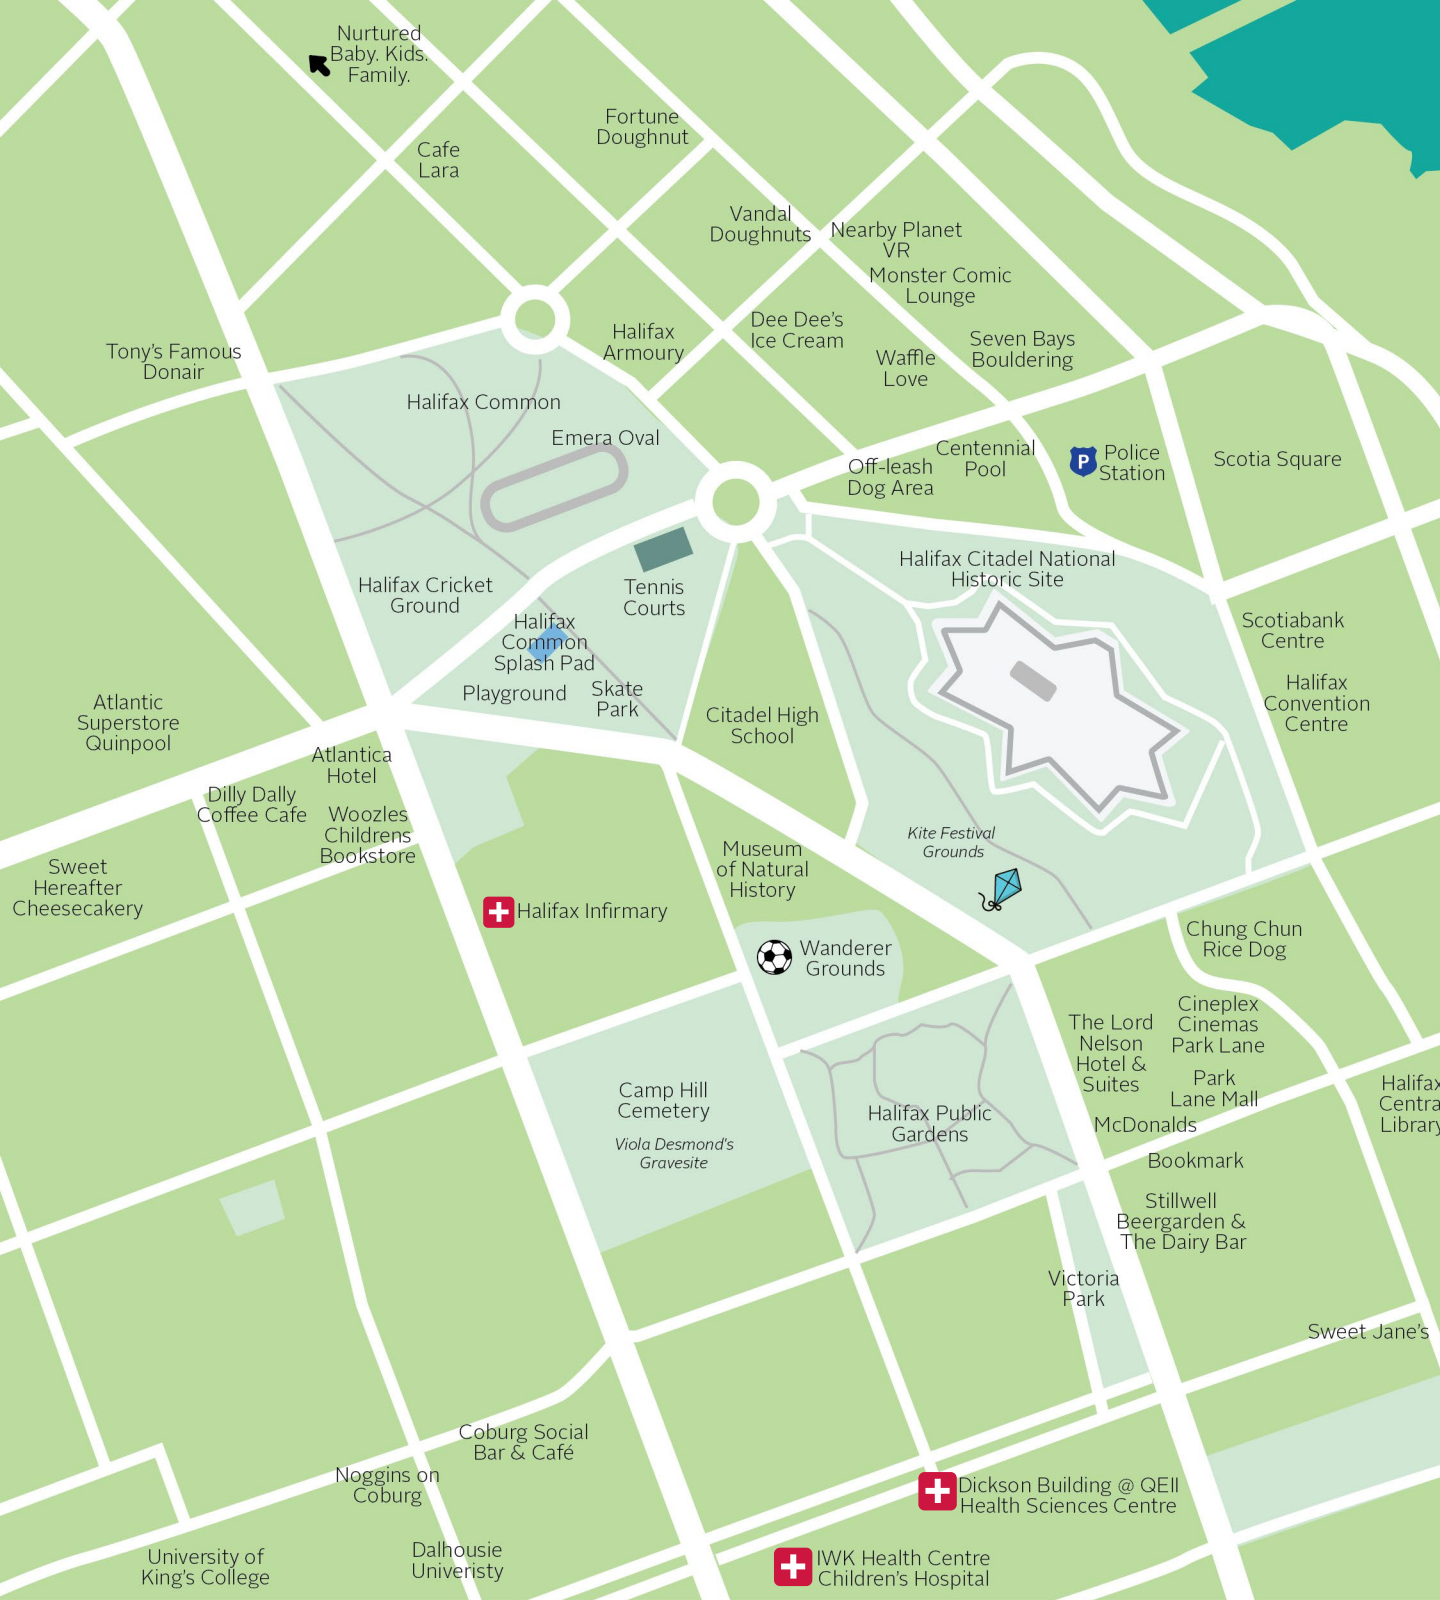 Nurtured
Baby. Kids.
Family.
Fortune
Doughnut
Cafe
Lara
Vandal
Doughnuts
Nearby Planet
VR
Monster Comic
Lounge
Dee Dee's
Ice Cream
Halifax
Armoury
Seven Bays
Bouldering
Waffle
Love
Tony's Famous
Donair
Halifax Common
Emera Oval
Centennial
Pool
Off-leash
Dog Area
P
Police
Station
Scotia Square
Halifax Citadel National
Historic Site
Halifax Cricket
Ground
Tennis
Courts
Halifax
Common
Splash Pad
Playground
Skate
Park
Scotiabank
Centre
Halifax
Convention
Centre
Atlantic
Superstore
Quinpool
Citadel High
School
Atlantica
Hotel
Dilly Dally
Coffee Cafe
Woozles
Childrens
Bookstore
Sweet
Hereafter
Cheesecakery
Kite Festival
Grounds
Museum
of Natural
History
Halifax Infirmary
Wanderer
Grounds
Chung Chun
Rice Dog
Cineplex
Cinemas
Park Lane
The Lord
Nelson
Hotel &
Suites
Park
Lane Mall
Halifax
Centra
Library
Camp Hill
Cemetery
Viola Desmond's
Gravesite
Halifax Public
Gardens
McDonalds
Bookmark
Stillwell
Beergarden &
The Dairy Bar
Victoria
Park
Sweet Jane's
Coburg Social
Bar & Café
Noggins on
Coburg
Dickson Building @ QEII
Health Sciences Centre
University of
King's College
Dalhousie
Univeristy
IWK Health Centre
Children's Hospital